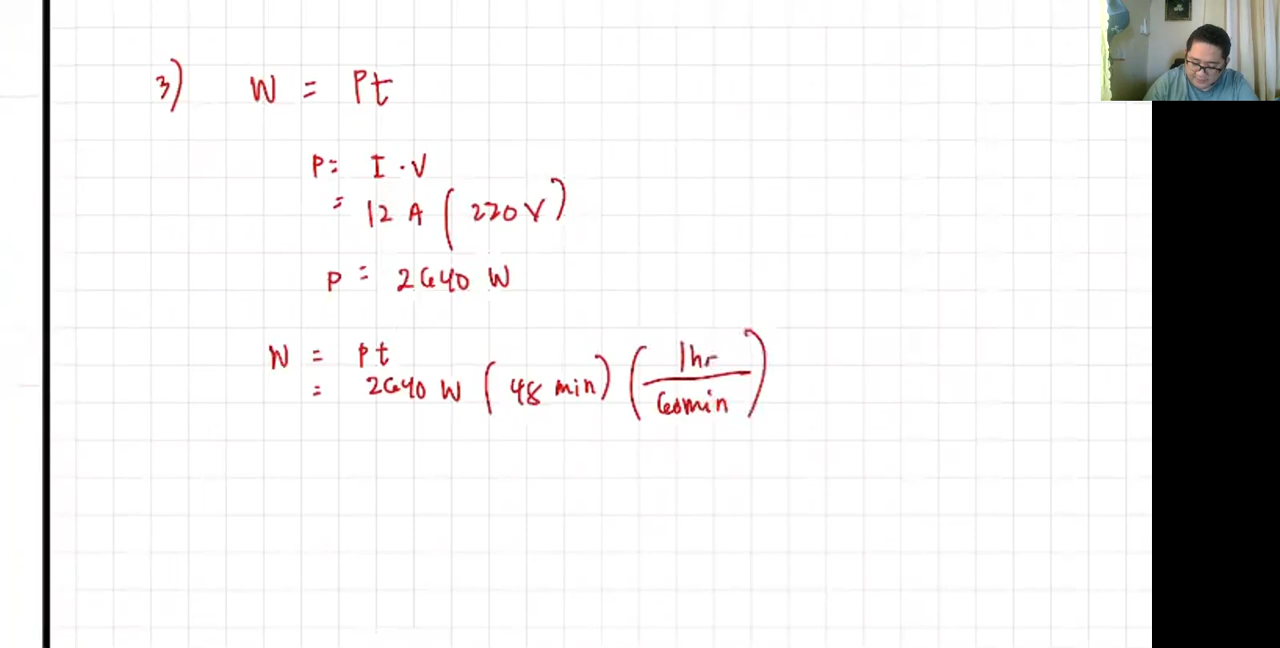 3) W = Pt
P = I · V
= 12 A (220 V)
P = 2640 W
W = Pt
= 2640 W (48 min) (1hr / 60min)